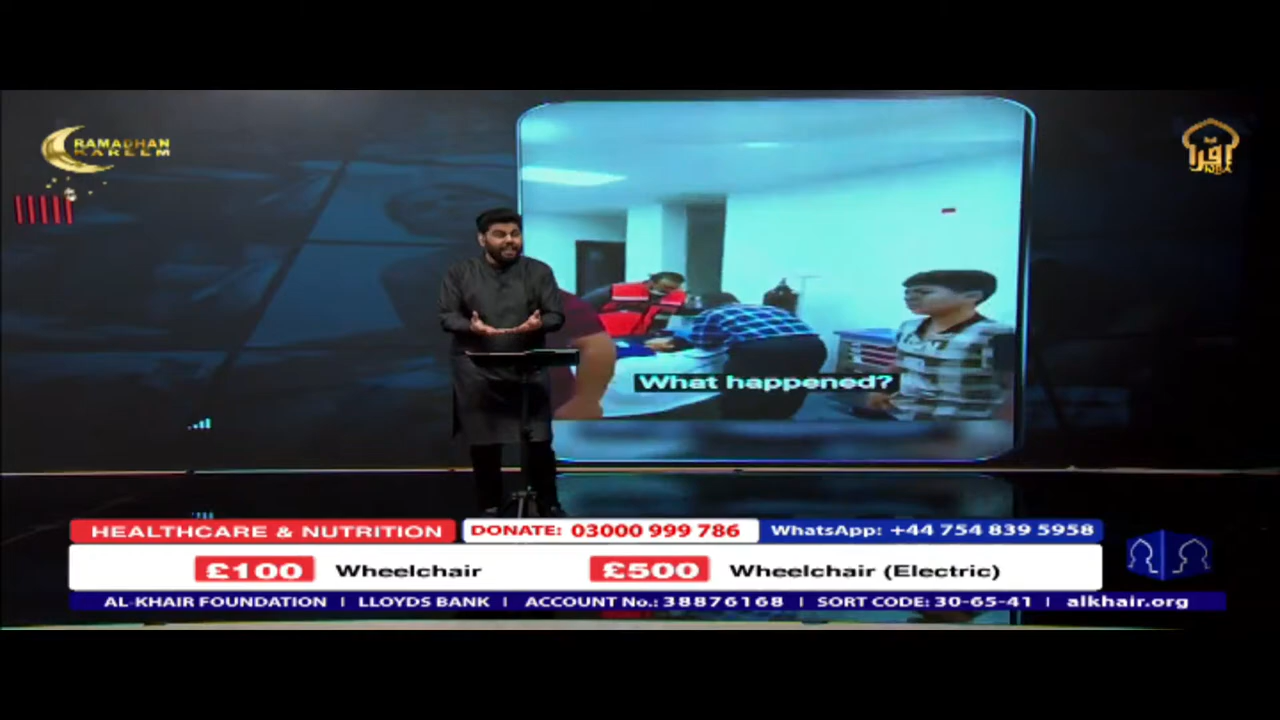 RAMADHAN
KAREEM
اقرأ
What happened?
HEALTHCARE & NUTRITION
DONATE: 03000 999 786
WhatsApp: +44 754 839 5958
£100 Wheelchair
£500 Wheelchair (Electric)
AL-KHAIR FOUNDATION | LLOYDS BANK | ACCOUNT No.: 38876168 | SORT CODE: 30-65-41 | alkhair.org